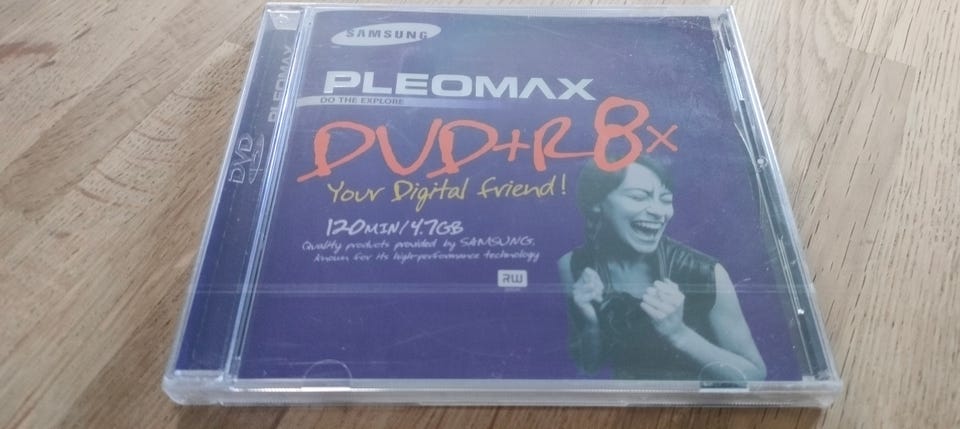 SAMSUNG
PLEOMAX
DO THE EXPLORE
DVD+R 8x
Your Digital friend!
120MIN/4.7GB
Quality products provided by SAMSUNG,
known for its high-performance technology
RW
PLEOMAX
DVD